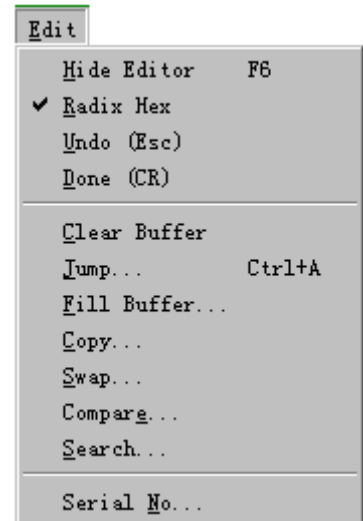 Edit
Hide Editor F6
✔ Radix Hex
Undo (Esc)
Done (CR)
Clear Buffer
Jump... Ctrl+A
Fill Buffer...
Copy...
Swap...
Compare...
Search...
Serial No...